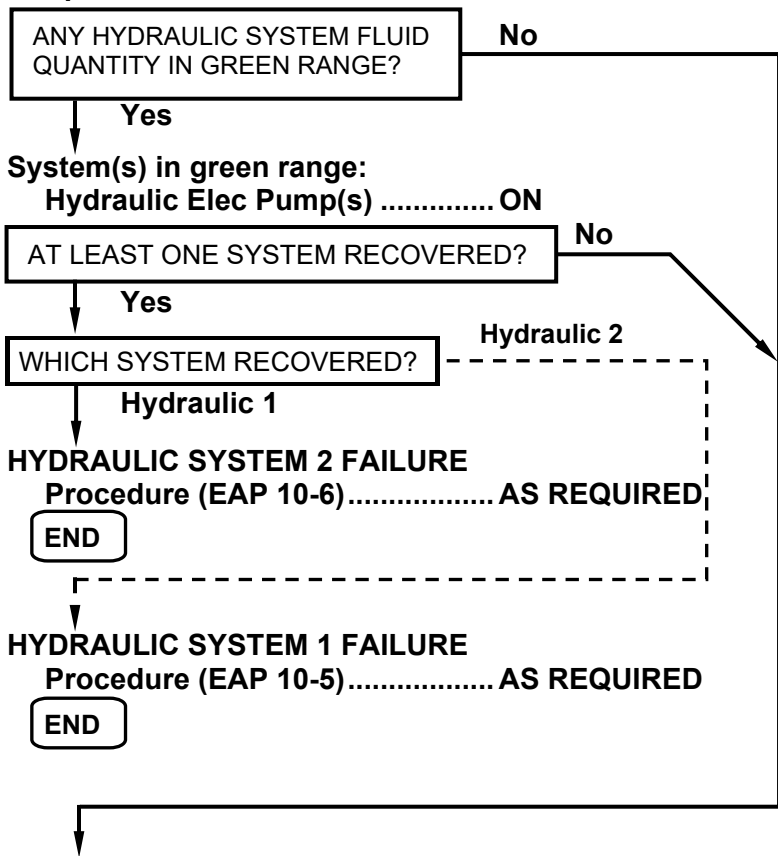 ANY HYDRAULIC SYSTEM FLUID No
QUANTITY IN GREEN RANGE?
Yes
System(s) in green range:
Hydraulic Elec Pump(s) .............. ON
AT LEAST ONE SYSTEM RECOVERED? No
Yes
Hydraulic 2
WHICH SYSTEM RECOVERED?
Hydraulic 1
HYDRAULIC SYSTEM 2 FAILURE
Procedure (EAP 10-6).................. AS REQUIRED
END
HYDRAULIC SYSTEM 1 FAILURE
Procedure (EAP 10-5).................. AS REQUIRED
END